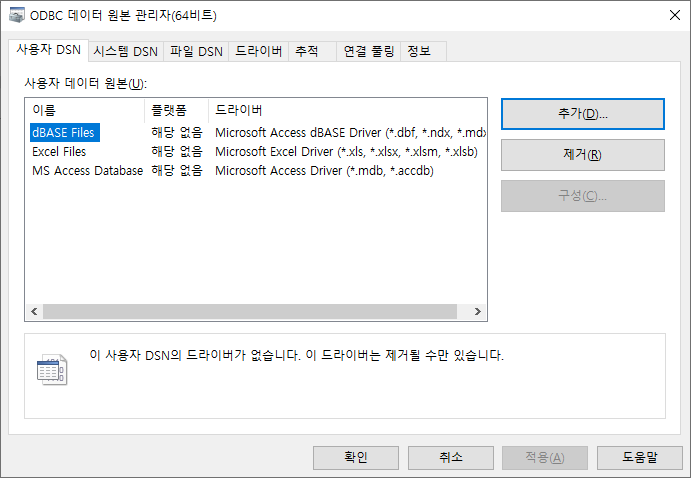 ODBC 데이터 원본 관리자(64비트)
사용자 DSN 시스템 DSN 파일 DSN 드라이버 추적 연결 풀링 정보
사용자 데이터 원본(U):
이름 플랫폼 드라이버
dBASE Files 해당 없음 Microsoft Access dBASE Driver (*.dbf, *.ndx, *.mdx
Excel Files 해당 없음 Microsoft Excel Driver (*.xls, *.xlsx, *.xlsm, *.xlsb)
MS Access Database 해당 없음 Microsoft Access Driver (*.mdb, *.accdb)
추가(D)...
제거(R)
구성(C)...
이 사용자 DSN의 드라이버가 없습니다. 이 드라이버는 제거될 수만 있습니다.
확인 취소 적용(A) 도움말